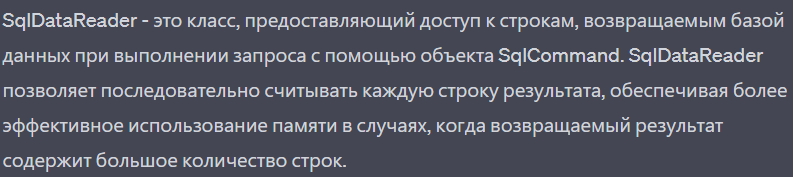 SqlDataReader - это класс, предоставляющий доступ к строкам, возвращаемым базой
данных при выполнении запроса с помощью объекта SqlCommand. SqlDataReader
позволяет последовательно считывать каждую строку результата, обеспечивая более
эффективное использование памяти в случаях, когда возвращаемый результат
содержит большое количество строк.